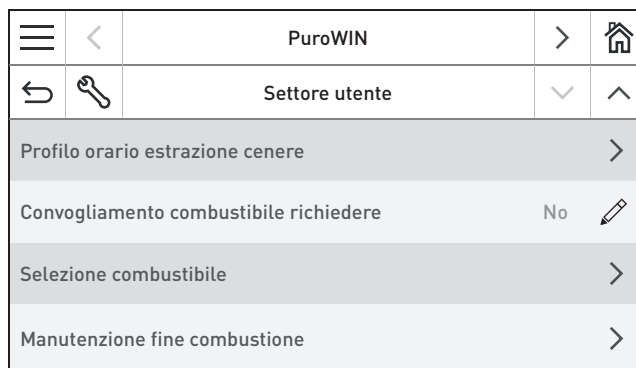 PuroWIN
Settore utente
Profilo orario estrazione cenere
Convogliamento combustibile richiedere No
Selezione combustibile
Manutenzione fine combustione